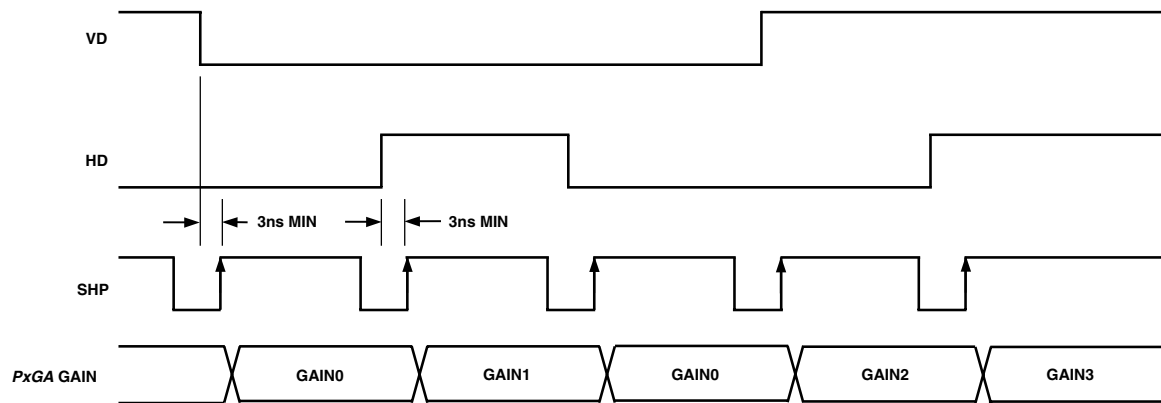 VD
HD
3ns MIN
3ns MIN
SHP
PxGA GAIN
GAIN0
GAIN1
GAIN0
GAIN2
GAIN3